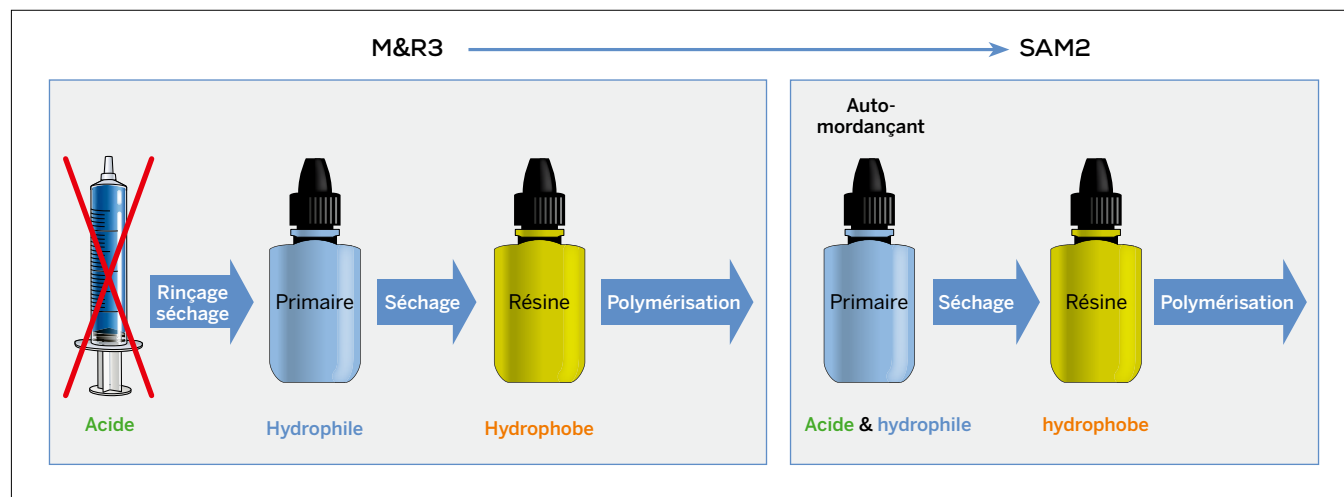 M&R3
SAM2
Acide
Rinçage
séchage
Primaire
Hydrophile
Séchage
Résine
Hydrophobe
Polymérisation
Auto-
mordançant
Primaire
Acide & hydrophile
Séchage
Résine
hydrophobe
Polymérisation